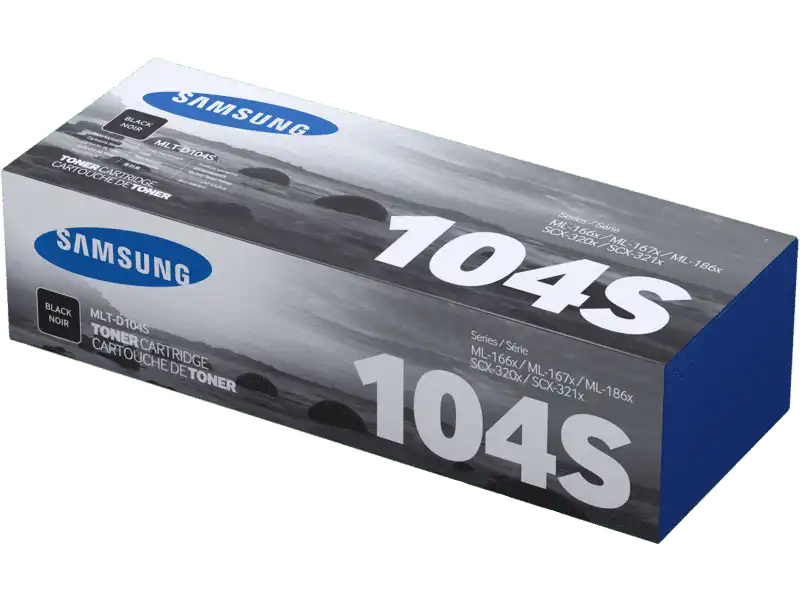 SAMSUNG
BLACK
NOIR
MLT-D104S
TONER CARTRIDGE
CARTOUCHE DE TONER
Series / Série
ML-166x / ML-167x / ML-186x
SCX-320x / SCX-321x
104S
SAMSUNG
BLACK
NOIR
MLT-D104S
TONER CARTRIDGE
CARTOUCHE DE TONER
Series / Série
ML-166x / ML-167x / ML-186x
SCX-320x / SCX-321x
104S